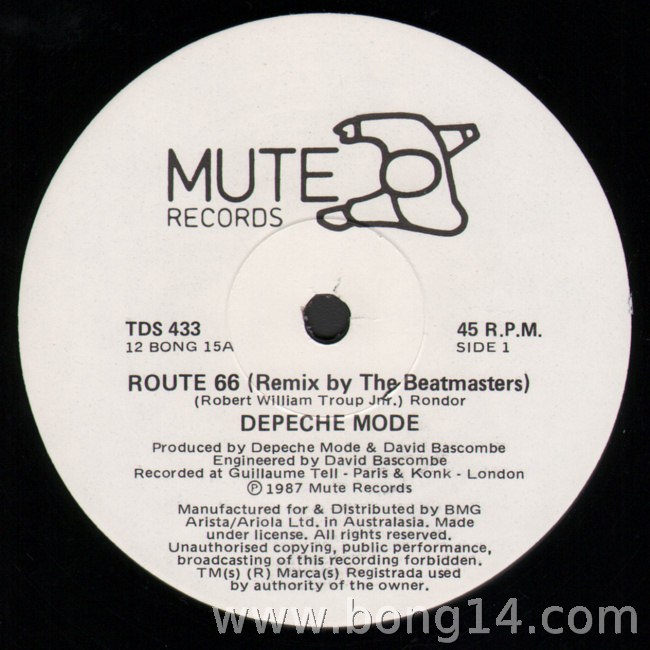 MUTE
RECORDS
TDS 433
45 R.P.M.
12 BONG 15A
SIDE 1
ROUTE 66 (Remix by The Beatmasters)
(Robert William Troup Jnr.) Rondor
DEPECHE MODE
Produced by Depeche Mode & David Bascombe
Engineered by David Bascombe
Recorded at Guillaume Tell - Paris & Konk - London
Ⓟ 1987 Mute Records
Manufactured for & Distributed by BMG
Arista/Ariola Ltd. in Australasia. Made
under license. All rights reserved.
Unauthorised copying, public performance,
broadcasting of this recording forbidden.
TM(s) (R) Marca(s) Registrada used
by authority of the owner.
www.bong14.com